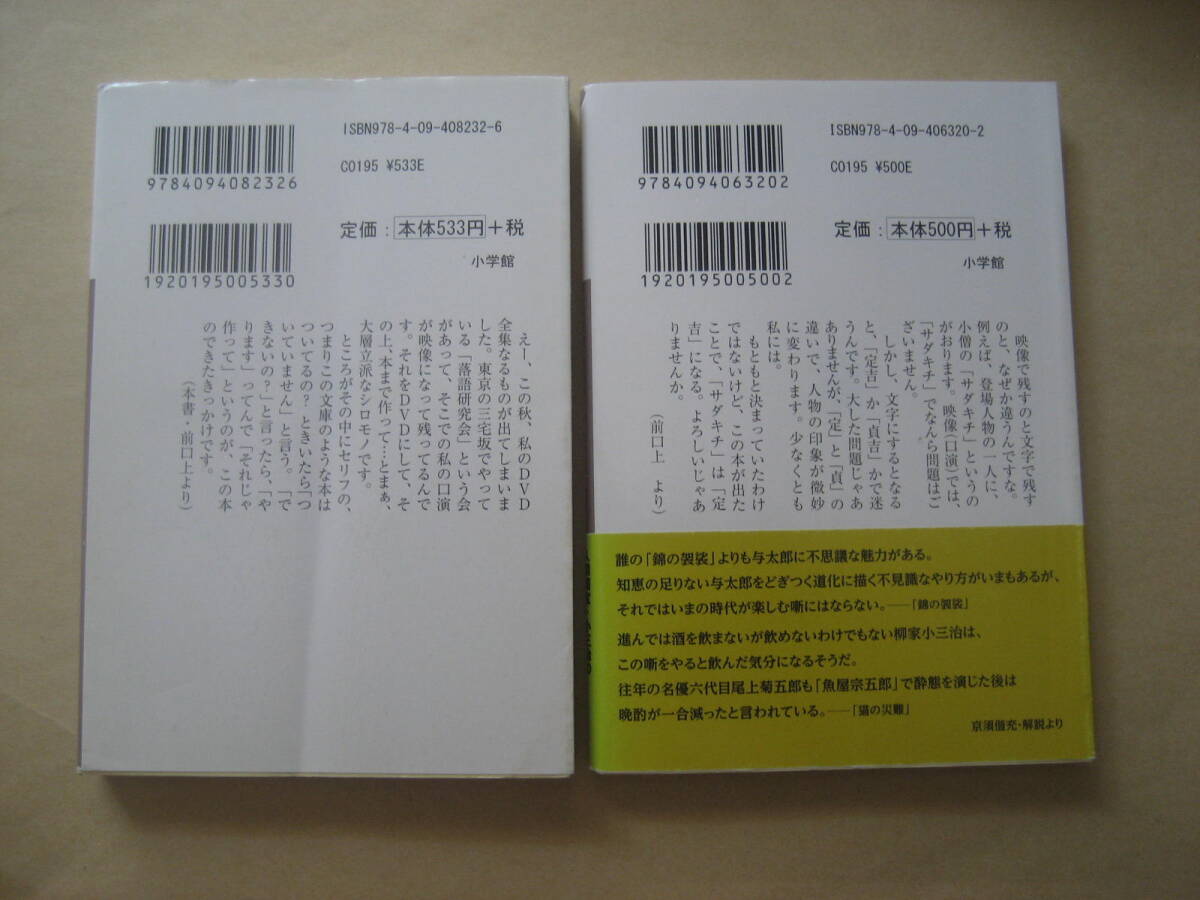 ISBN978-4-09-408232-6
C0195 ¥533E
9784094082326
定価：本体533円＋税
小学館
1920195005330
えー、この秋、私のDVD
全集なるものが出てしまいま
した。東京の三宅坂でやって
いる「落語研究会」という会
があって、そこでの私の口演
が映像になって残ってるんで
す。それをDVDにして、そ
の上、本まで作って…とまぁ、
大層立派なシロモノです。
ところがその中にセリフの、
つまりこの文庫のような本は
ついてるの？ときいたら「つ
いていません」と言う。「で
きないの？」と言ったら、「や
ります」ってんで「それじゃ
作って」というのが、この本
のできたきっかけです。
（本書・前口上より）
ISBN978-4-09-406320-2
C0195 ¥500E
9784094063202
定価：本体500円＋税
小学館
1920195005002
映像で残すのと文字で残す
のと、なぜか違うんですな。
例えば、登場人物の一人に、
小僧の「サダキチ」というの
がおります。映像（口演）では、
「サダキチ」でなんら問題はご
ざいません。
しかし、文字にするとなる
と、「定吉」か「貞吉」かで迷
うんです。大した問題じゃあ
ありませんが、「定」と「貞」の
違いで、人物の印象が微妙
に変わります。少なくとも
私には。
もともと決まっていたわけ
ではないけど、この本が出た
ことで、「サダキチ」は「定
吉」になる。よろしいじゃあ
りませんか。
（前口上 より）
誰の「錦の袈裟」よりも与太郎に不思議な魅力がある。
知恵の足りない与太郎をどぎつく道化に描く不見識なやり方がいまもあるが、
それではいまの時代が楽しむ噺にはならない。——「錦の袈裟」
進んでは酒を飲まないが飲めないわけでもない柳家小三治は、
この噺をやると飲んだ気分になるそうだ。
往年の名優六代目尾上菊五郎も「魚屋宗五郎」で酔態を演じた後は
晩酌が一合減ったと言われている。——「猫の災難」
京須偕充・解説より